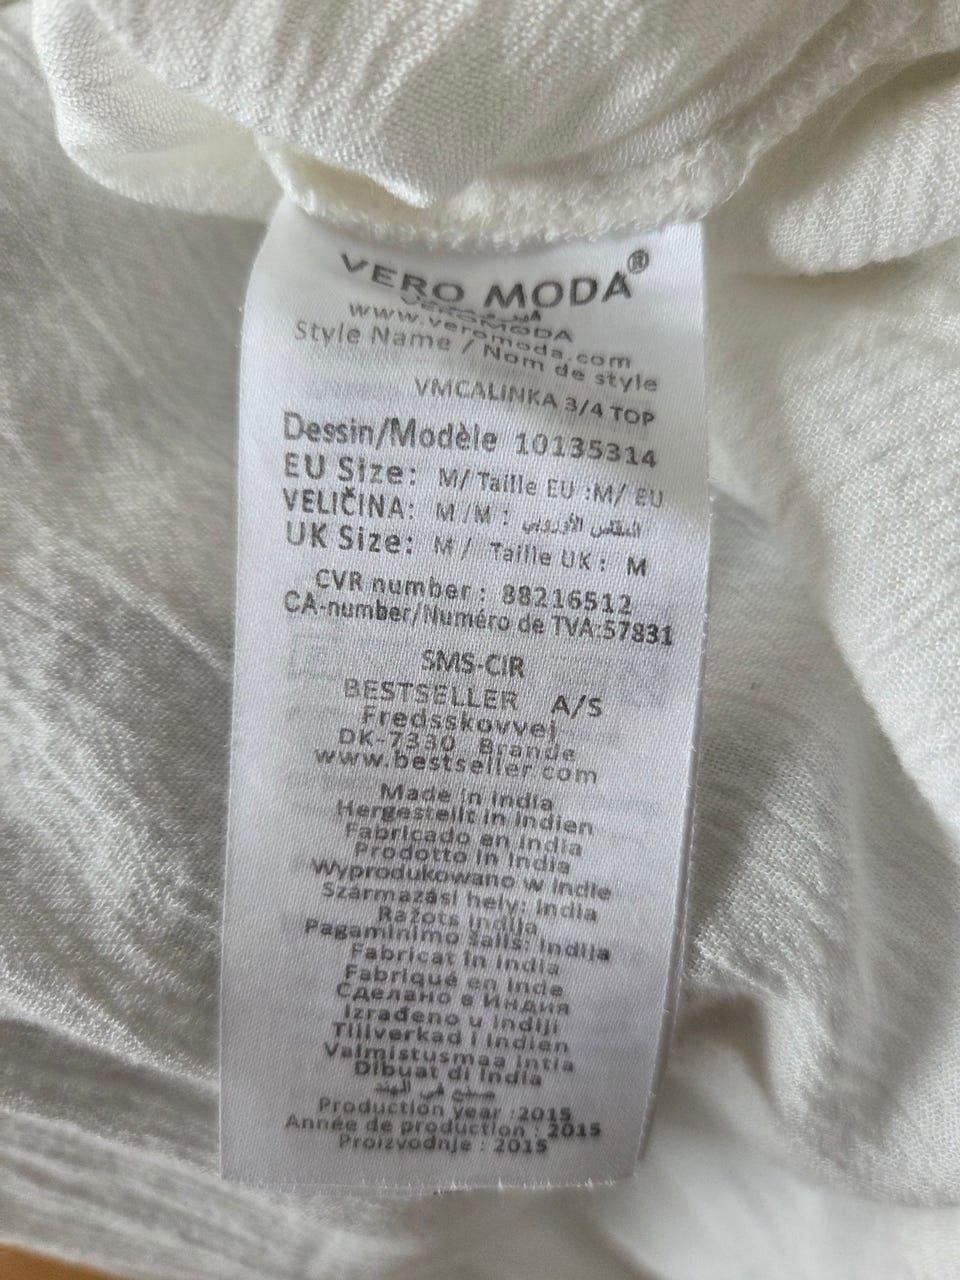 VERO MODA®
ڤيرو مودا
VEROMODA
www.veromoda.com
Style Name / Nom de style
VMCALINKA 3/4 TOP
Dessin/Modèle 10135314
EU Size: M/ Taille EU :M/ EU
VELIČINA: M /M : المقاس الأوروبي
UK Size: M / Taille UK : M
CVR number : 88216512
CA-number/Numéro de TVA:57831
SMS-CIR
BESTSELLER A/S
Fredsskovvej
DK-7330 Brande
www.bestseller.com
Made in India
Hergestellt in Indien
Fabricado en India
Prodotto in India
Wyprodukowano w Indie
Származási hely: India
Ražots Indija
Pagaminimo šalis: Indija
Fabricat în India
Fabriqué en Inde
Сделано в Индия
Izrađeno u Indiji
Tillverkad i Indien
Valmistusmaa Intia
Dibuat di India
صنع في الهند
Production year :2015
Année de production : 2015
Proizvodnje : 2015